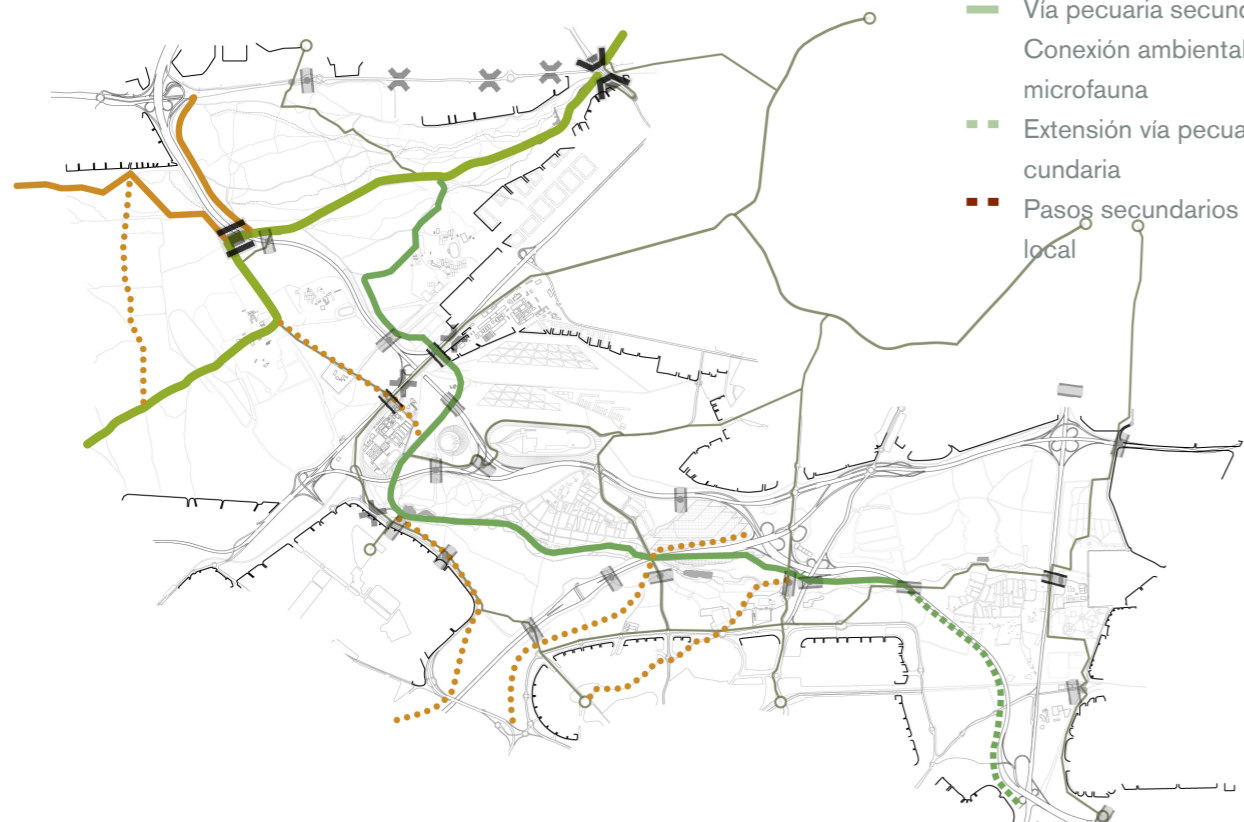 Vía pecuaria secund
Conexión ambiental
microfauna
Extensión vía pecua
cundaria
Pasos secundarios
local